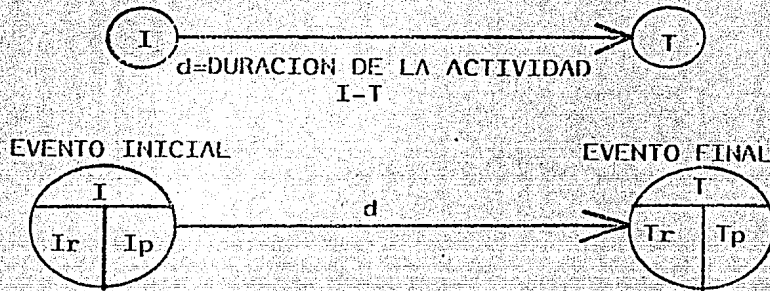 I T
d=DURACION DE LA ACTIVIDAD
I-T
EVENTO INICIAL EVENTO FINAL
I d T
Ir Ip Tr Tp